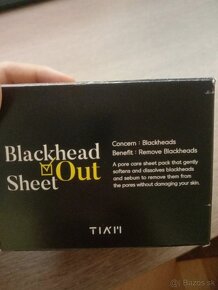 Blackhead
Out
Sheet
Concern : Blackheads
Benefit : Remove Blackheads
A pore care sheet pack that gently
softens and dissolves blackheads
and sebum to remove them from
the pores without damaging your skin.
TIA'M
Bazos.sk